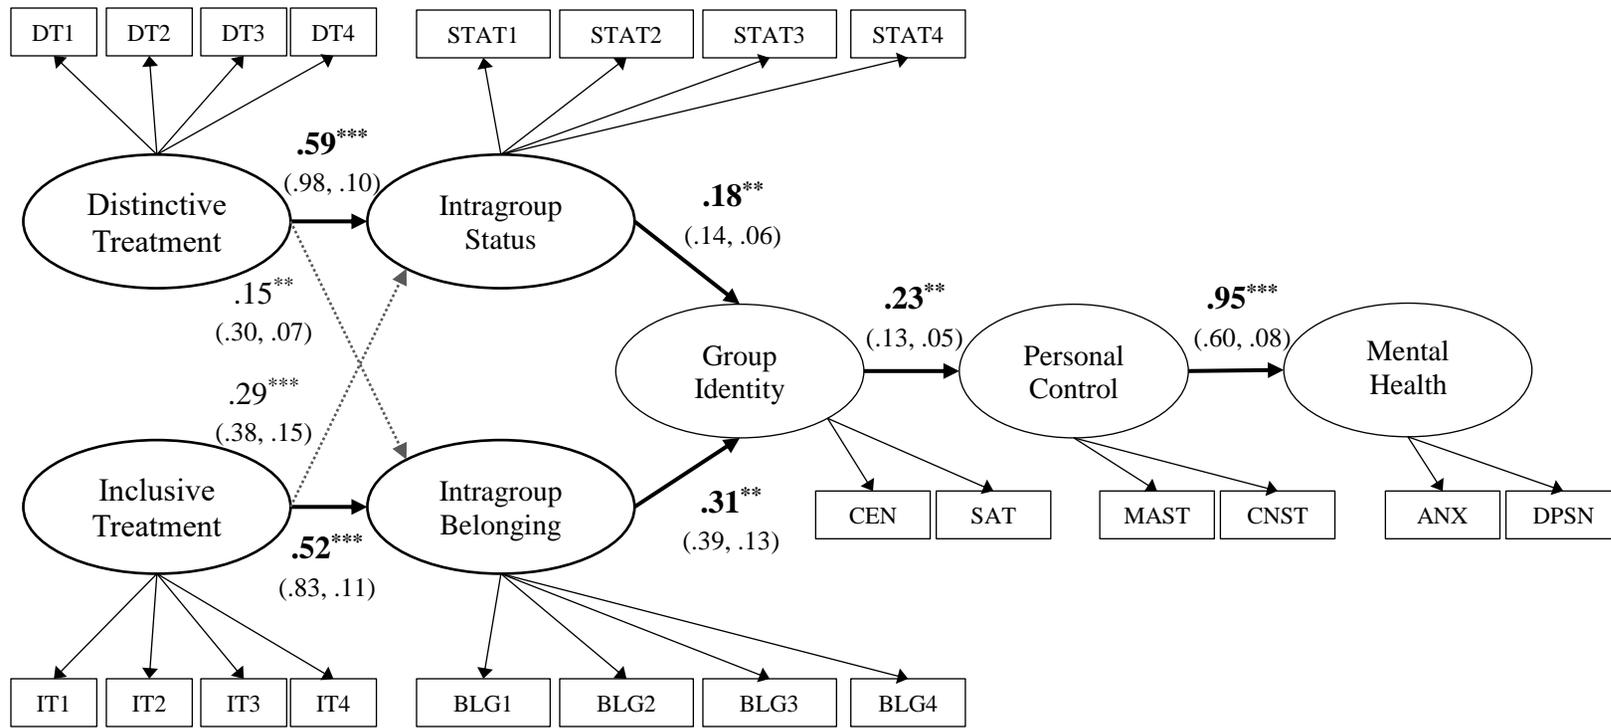 DT1
DT2
DT3
DT4
STAT1
STAT2
STAT3
STAT4
.59***
(.98, .10)
Distinctive
Treatment
Intragroup
Status
.18**
(.14, .06)
.15**
(.30, .07)
.23**
(.13, .05)
.95***
(.60, .08)
Group
Identity
Personal
Control
Mental
Health
.29***
(.38, .15)
Inclusive
Treatment
Intragroup
Belonging
.31**
(.39, .13)
CEN
SAT
MAST
CNST
ANX
DPSN
.52***
(.83, .11)
IT1
IT2
IT3
IT4
BLG1
BLG2
BLG3
BLG4